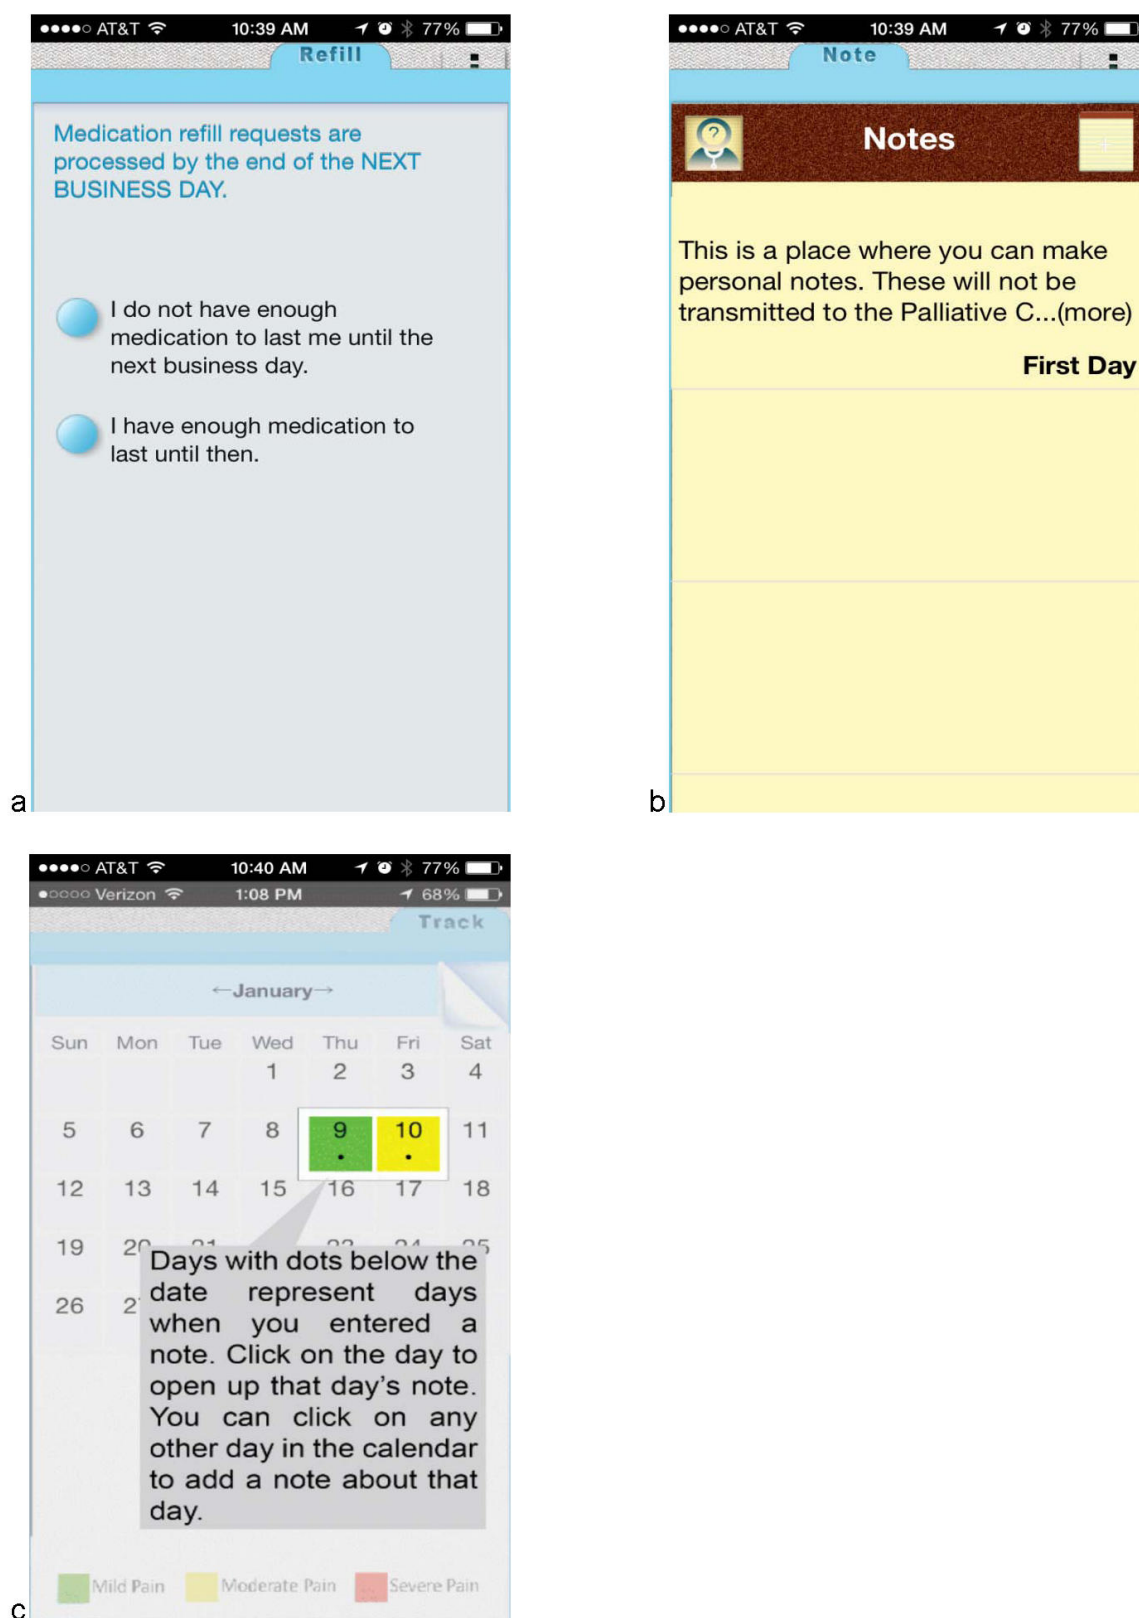 ●●●●○ AT&T 10:39 AM 77%
Refill
Medication refill requests are
processed by the end of the NEXT
BUSINESS DAY.
I do not have enough
medication to last me until the
next business day.
I have enough medication to
last until then.
a
●●●●○ AT&T 10:39 AM 77%
Note
? Notes +
This is a place where you can make
personal notes. These will not be
transmitted to the Palliative C...(more)
First Day
b
●●●●○ AT&T 10:40 AM 77%
●○○○○ Verizon 1:08 PM 68%
Track
←January→
Sun Mon Tue Wed Thu Fri Sat
1 2 3 4
5 6 7 8 9 10 11
12 13 14 15 16 17 18
19
26
Days with dots below the
date represent days
when you entered a
note. Click on the day to
open up that day's note.
You can click on any
other day in the calendar
to add a note about that
day.
Mild Pain Moderate Pain Severe Pain
c